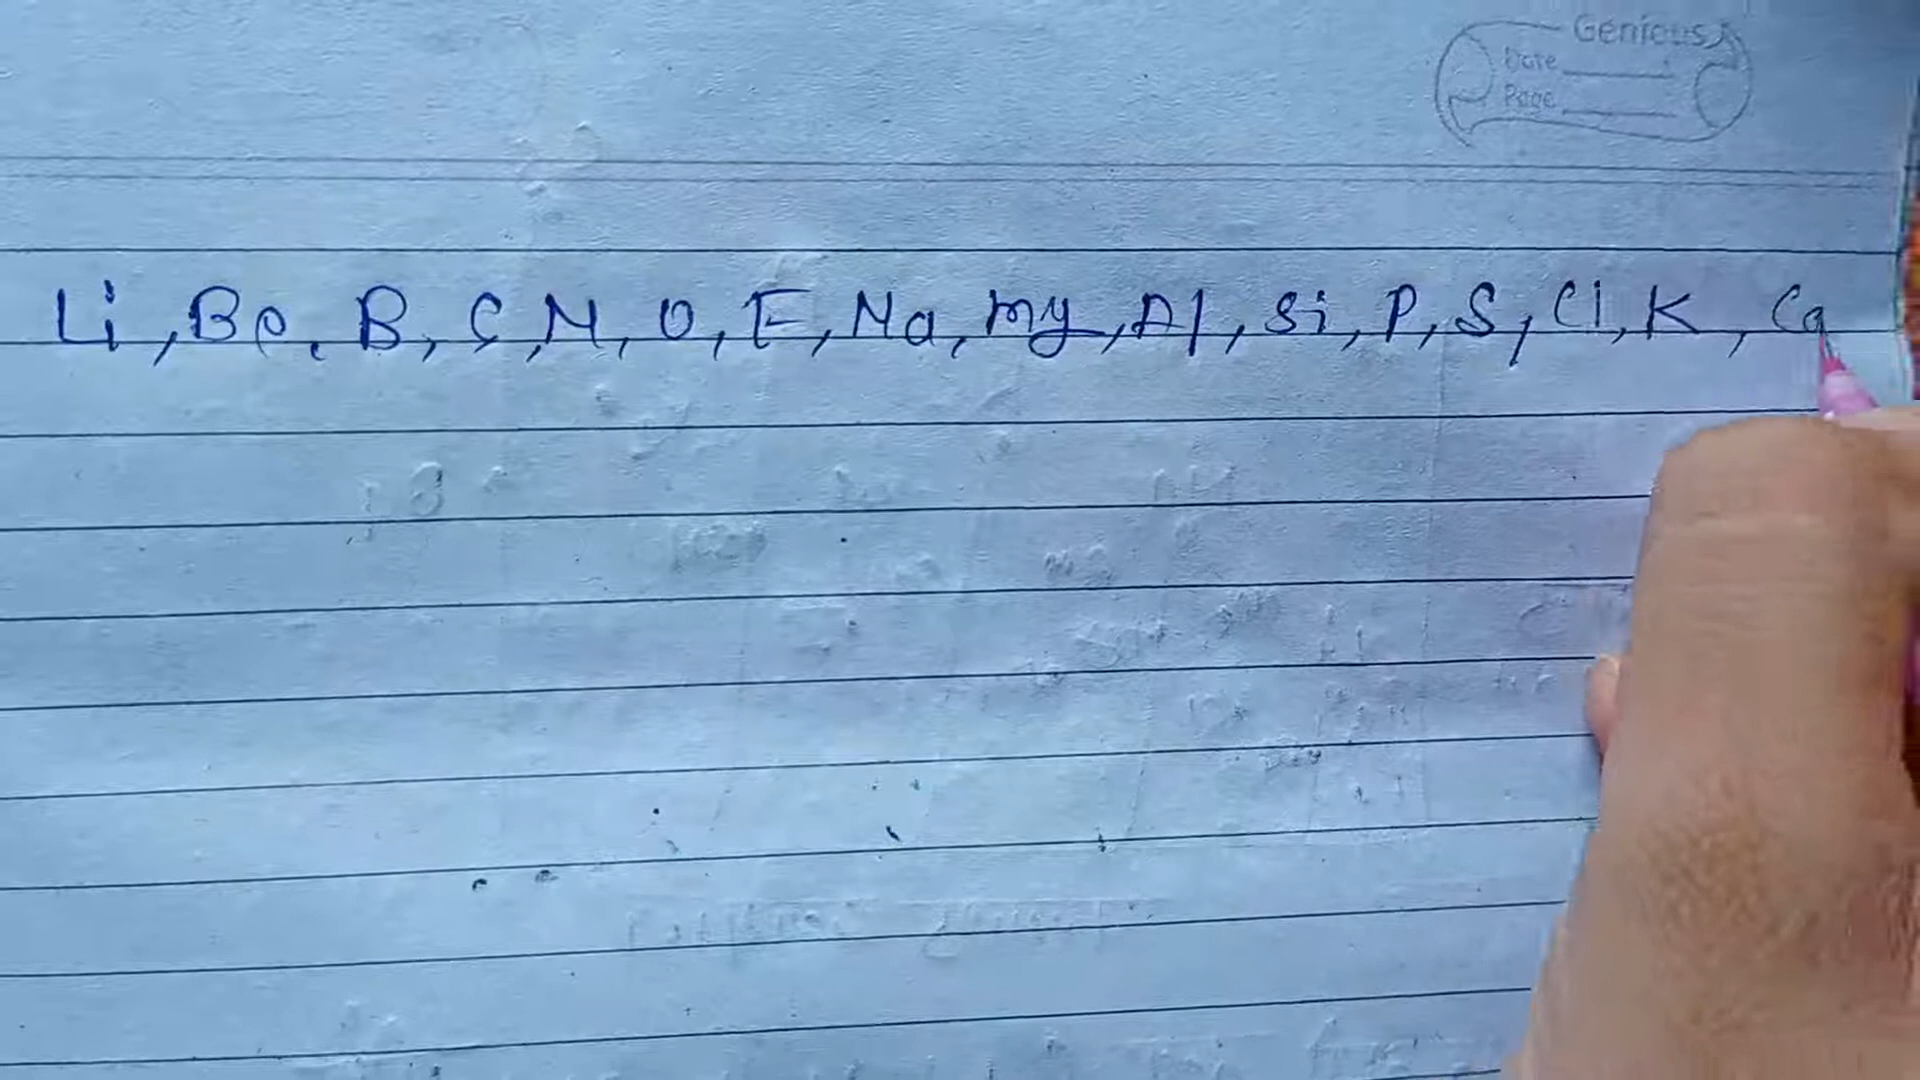 Genious
Date
Page
Li, Be, B, C, N, O, F, Na, Mg, Al, Si, P, S, Cl, K, Ca